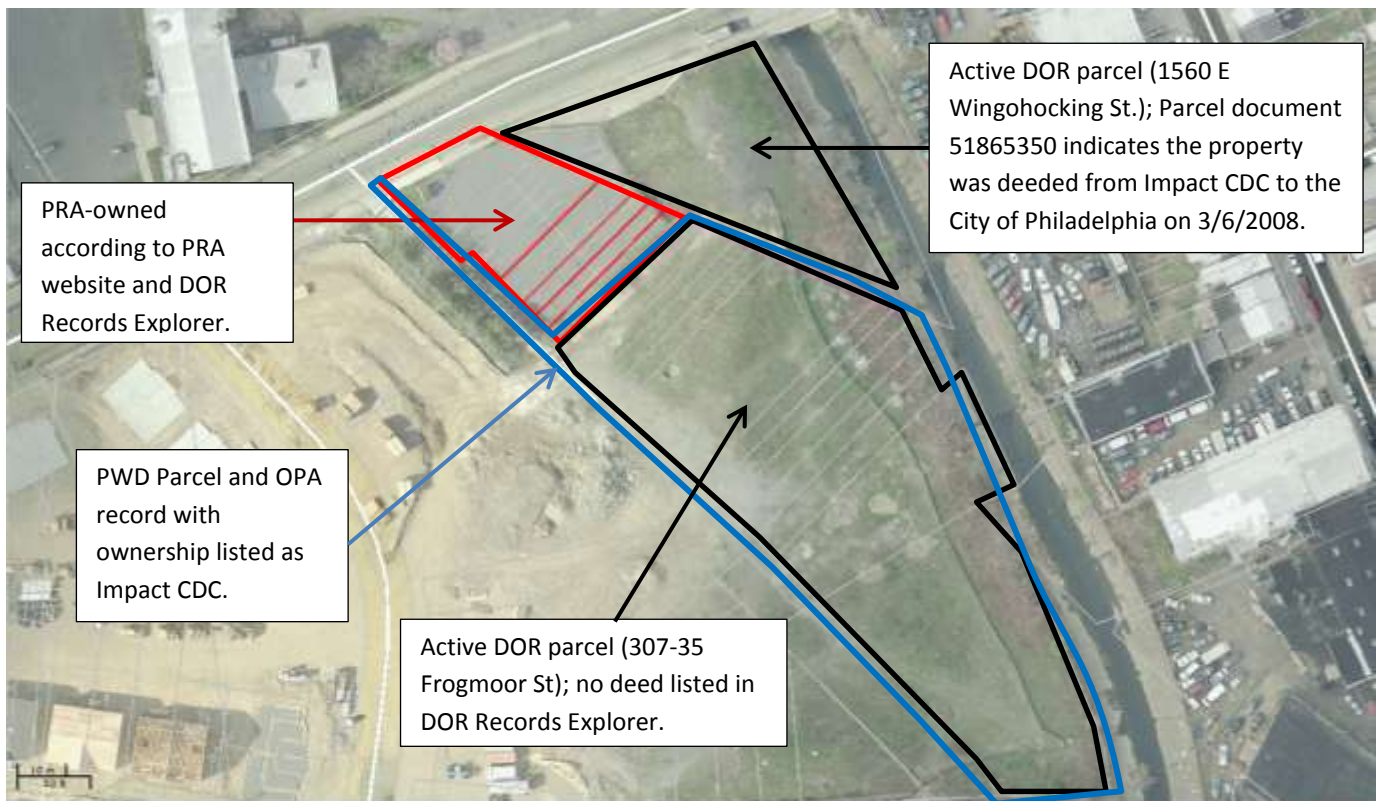 Active DOR parcel (1560 E
Wingohocking St.); Parcel document
51865350 indicates the property
was deeded from Impact CDC to the
City of Philadelphia on 3/6/2008.
PRA-owned
according to PRA
website and DOR
Records Explorer.
PWD Parcel and OPA
record with
ownership listed as
Impact CDC.
Active DOR parcel (307-35
Frogmoor St); no deed listed in
DOR Records Explorer.